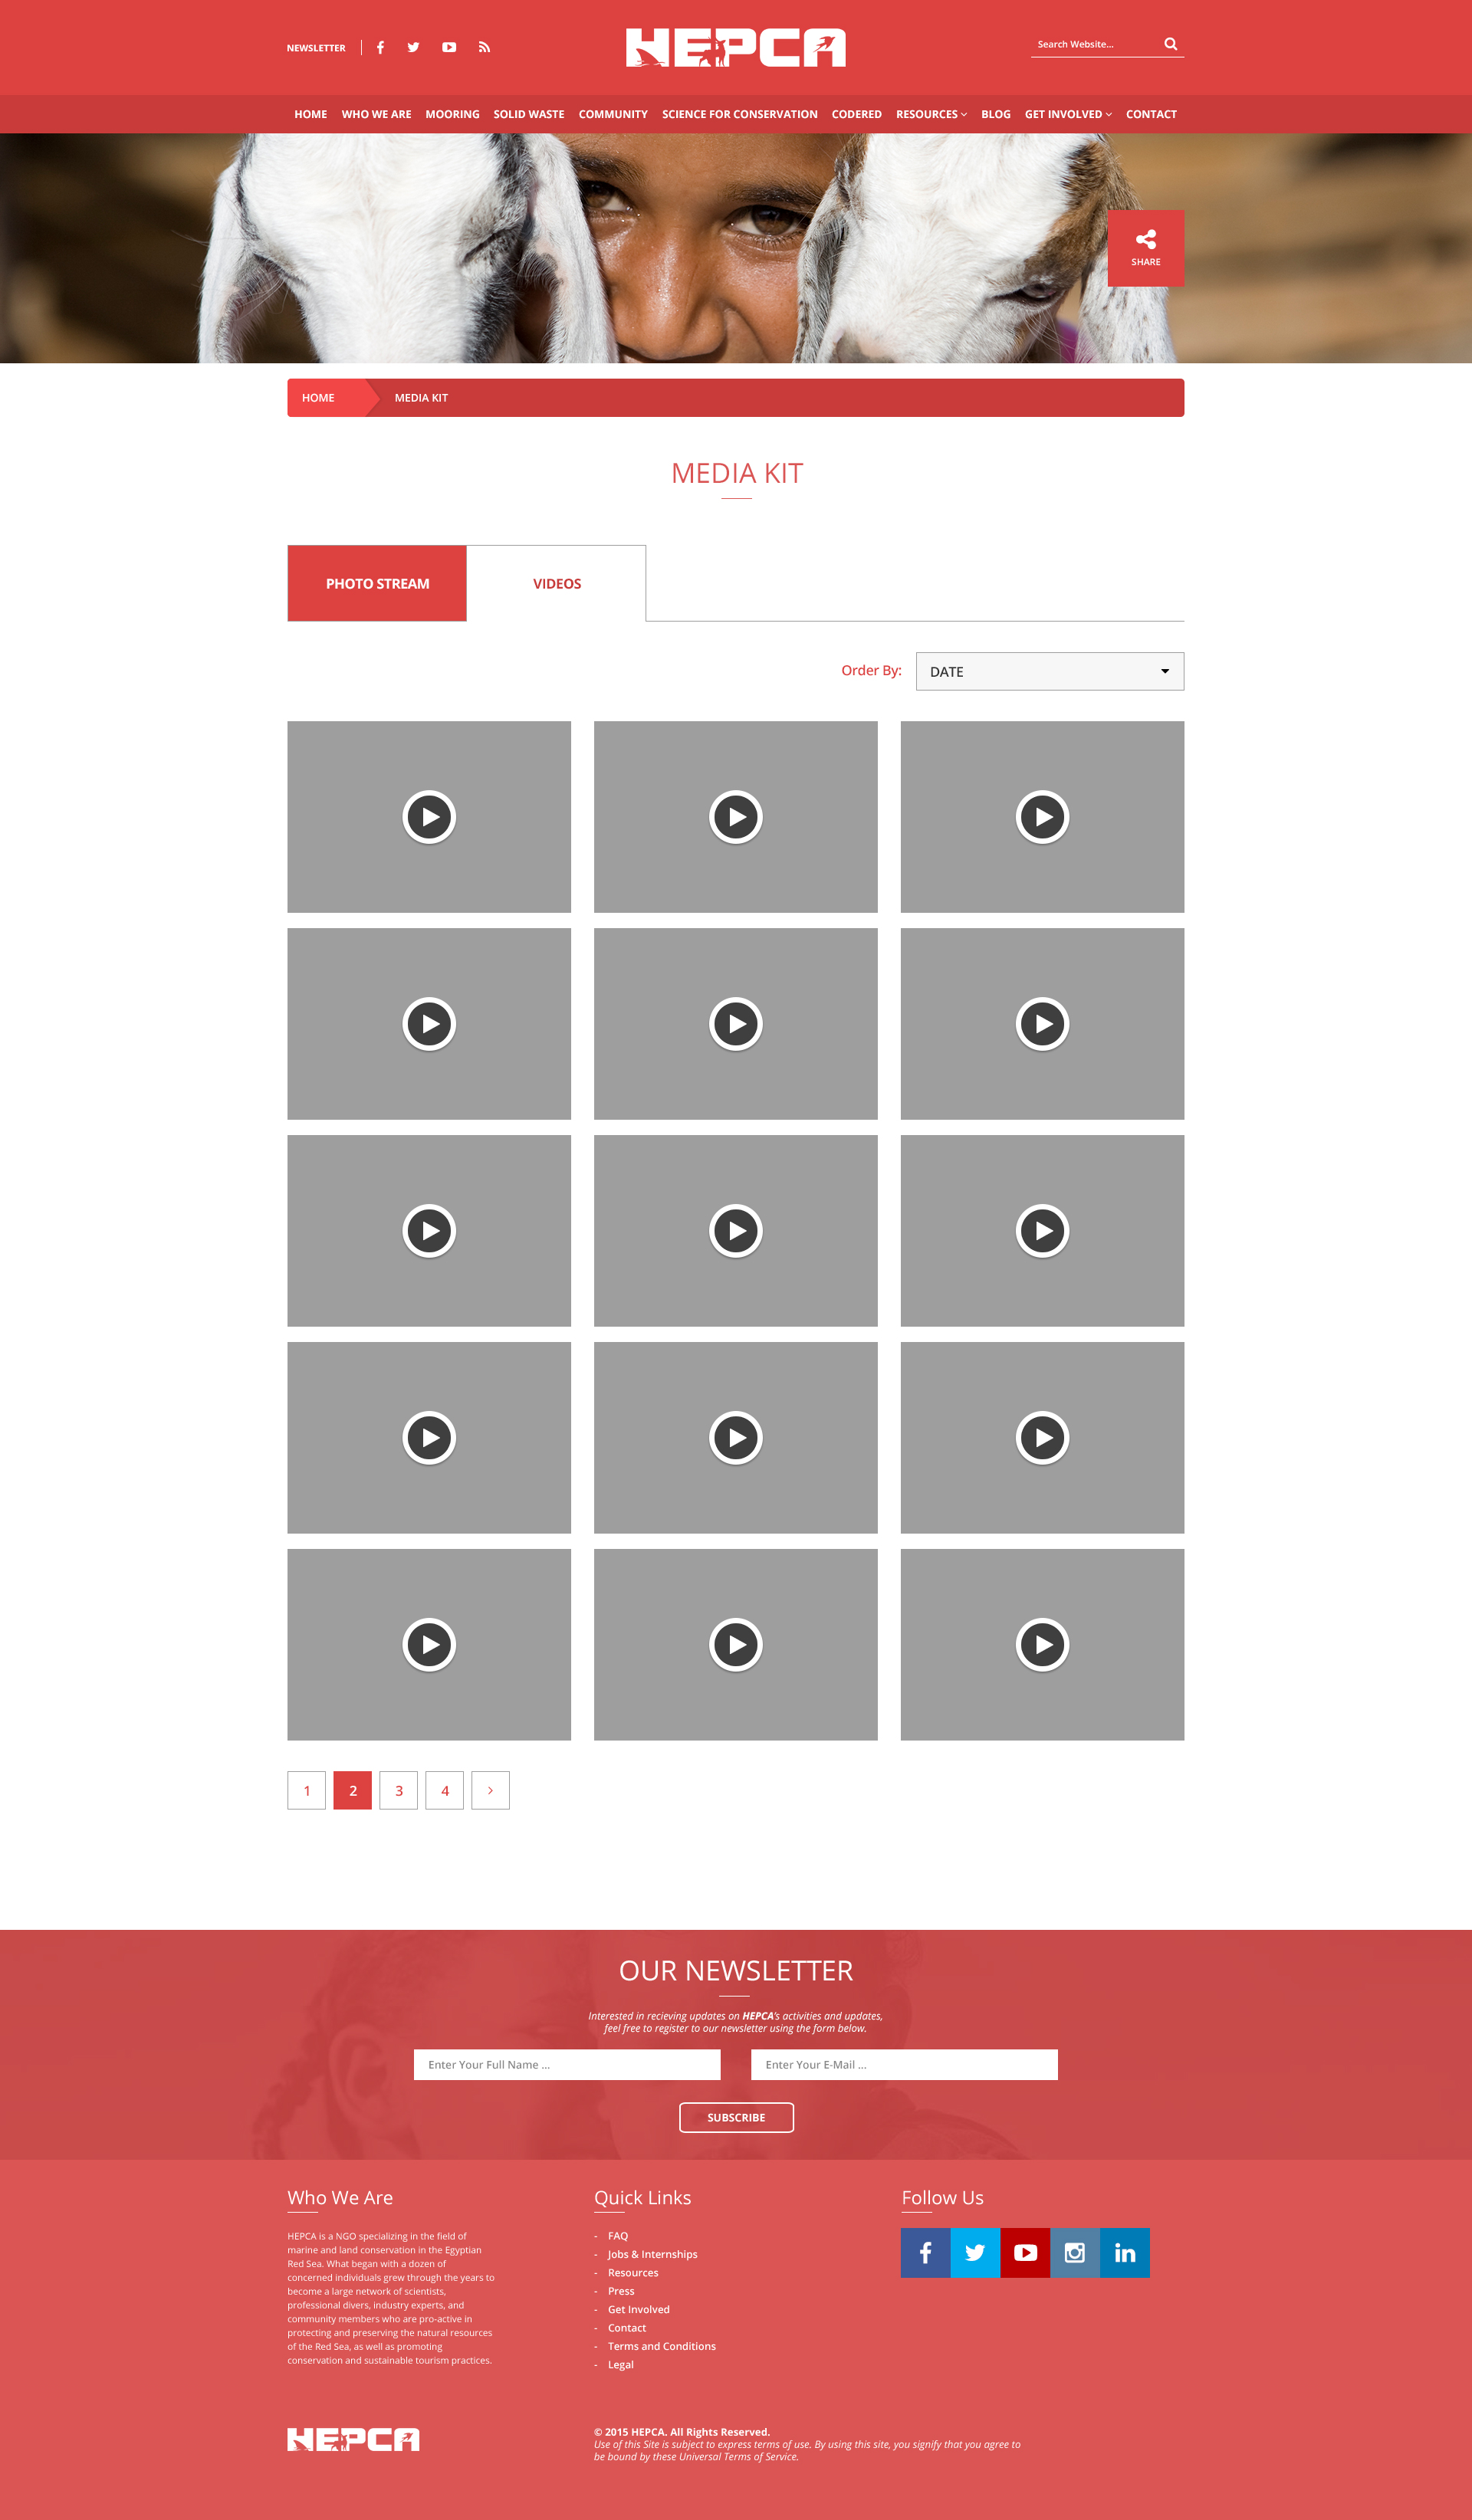 NEWSLETTER
HEPCA
Search Website...
HOME WHO WE ARE MOORING SOLID WASTE COMMUNITY SCIENCE FOR CONSERVATION CODERED RESOURCES BLOG GET INVOLVED CONTACT
SHARE
HOME MEDIA KIT
MEDIA KIT
PHOTO STREAM VIDEOS
Order By: DATE
1 2 3 4
OUR NEWSLETTER
Interested in recieving updates on HEPCA's activities and updates,
feel free to register to our newsletter using the form below.
Enter Your Full Name ... Enter Your E-Mail ...
SUBSCRIBE
Who We Are
HEPCA is a NGO specializing in the field of
marine and land conservation in the Egyptian
Red Sea. What began with a dozen of
concerned individuals grew through the years to
become a large network of scientists,
professional divers, industry experts, and
community members who are pro-active in
protecting and preserving the natural resources
of the Red Sea, as well as promoting
conservation and sustainable tourism practices.
Quick Links
- FAQ
- Jobs & Internships
- Resources
- Press
- Get Involved
- Contact
- Terms and Conditions
- Legal
Follow Us
HEPCA
© 2015 HEPCA. All Rights Reserved.
Use of this Site is subject to express terms of use. By using this site, you signify that you agree to
be bound by these Universal Terms of Service.